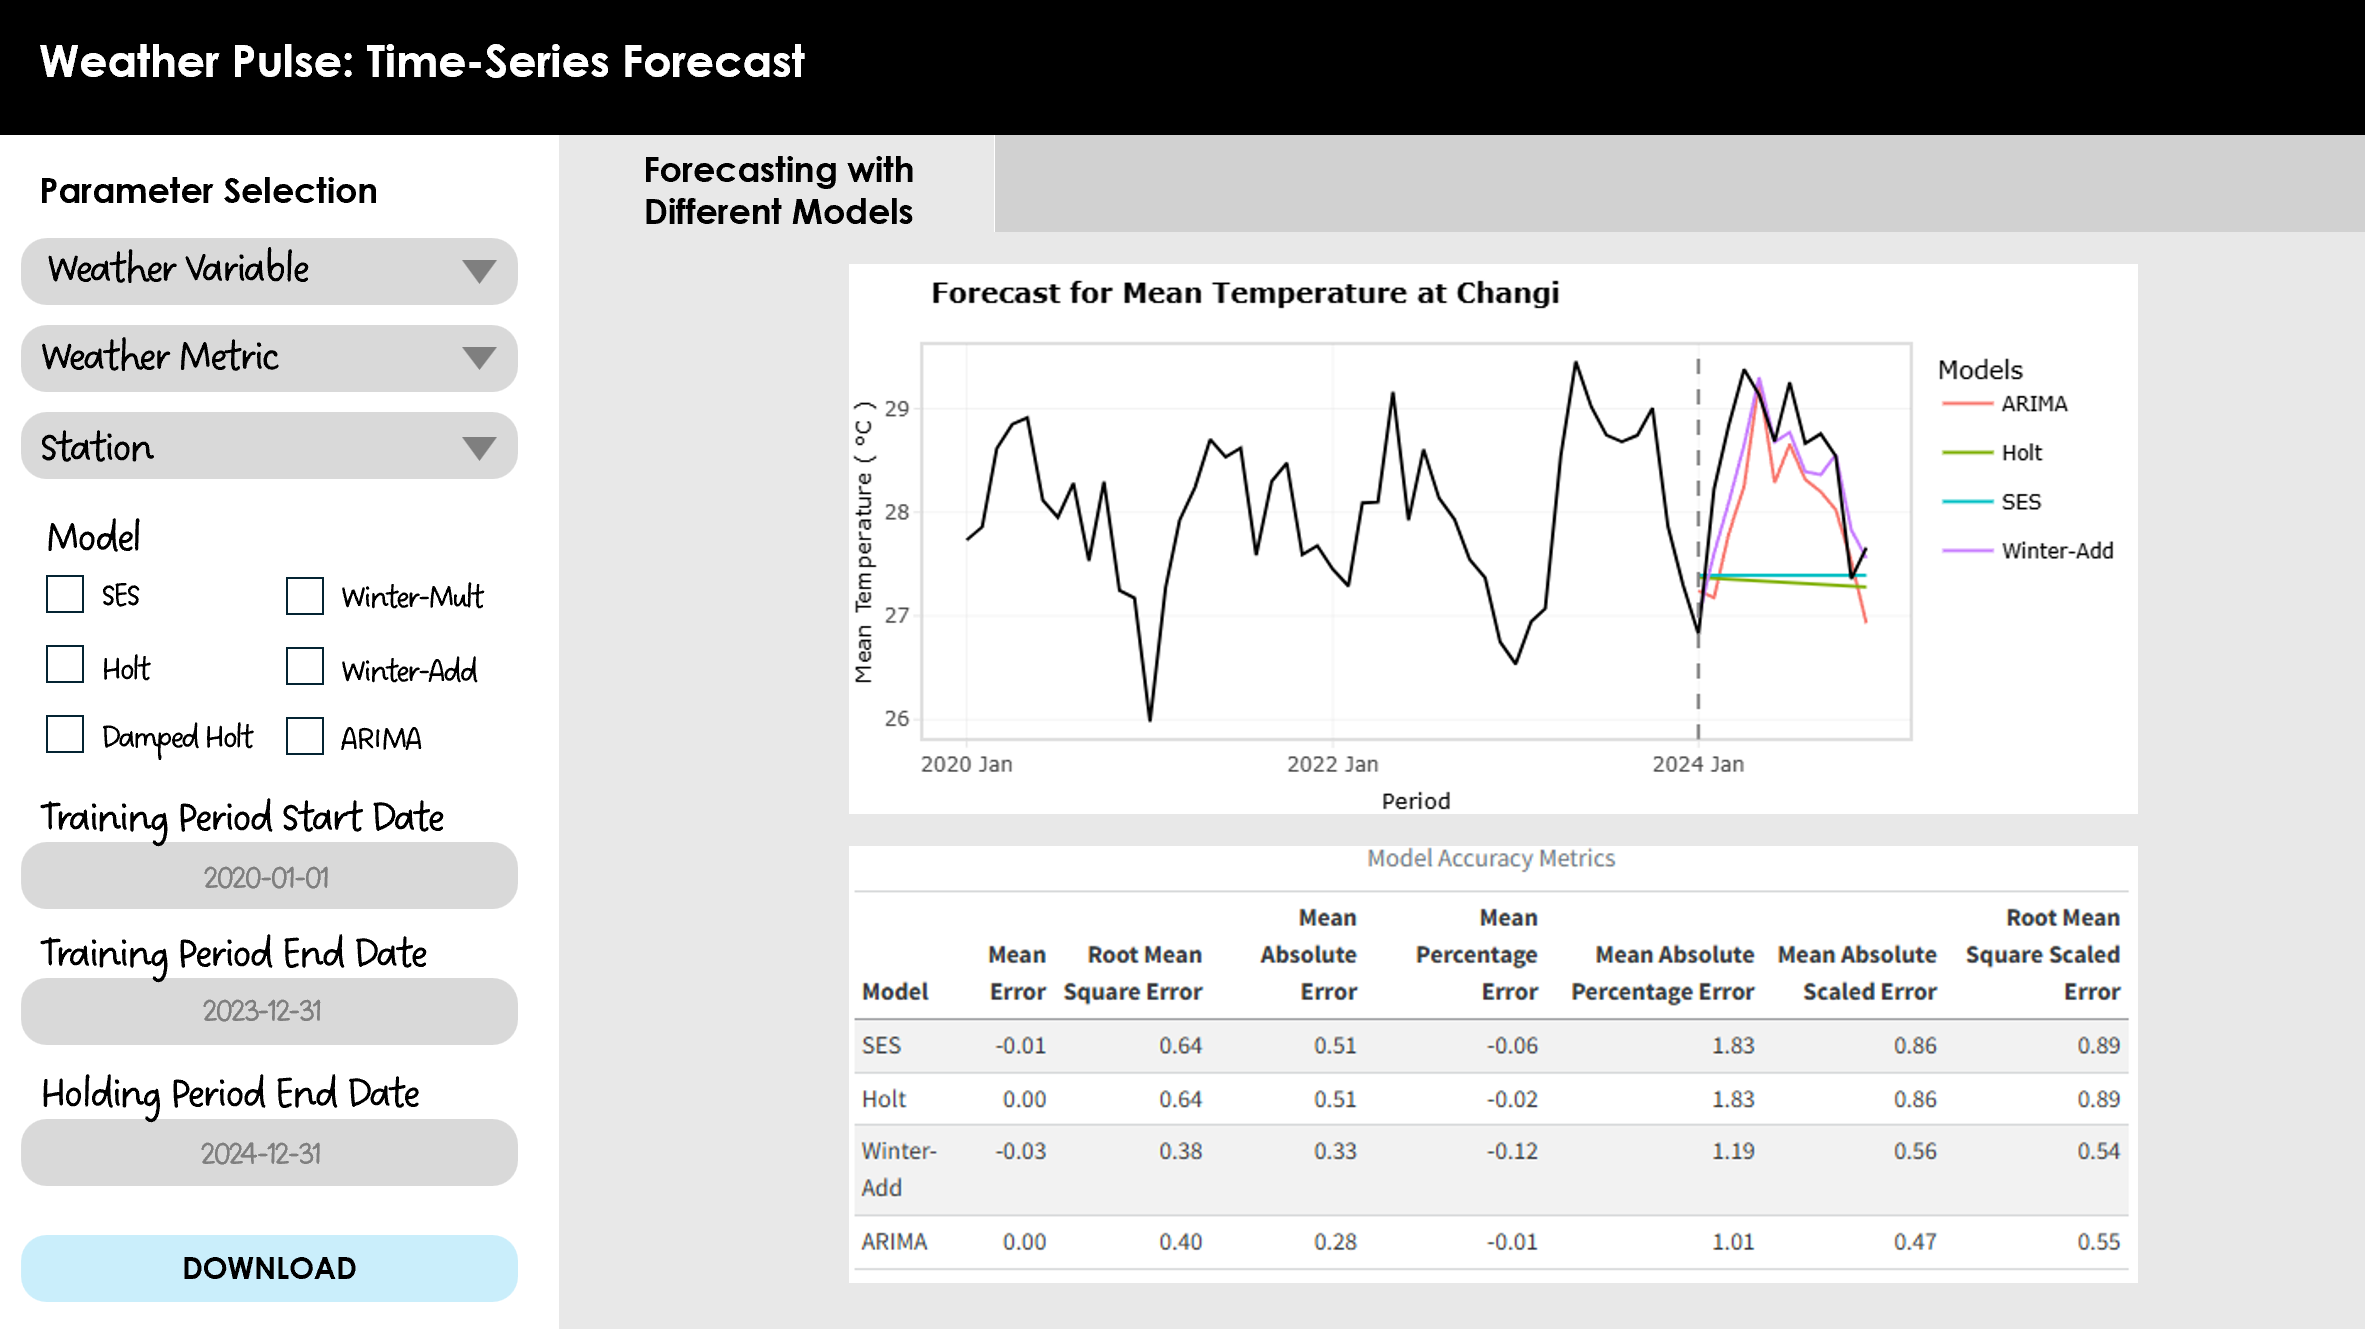 Weather Pulse: Time-Series Forecast
Parameter Selection
Weather Variable
Weather Metric
Station
Model
SES
Winter-Mult
Holt
Winter-Add
Damped Holt
ARIMA
Training Period Start Date
2020-01-01
Training Period End Date
2023-12-31
Holding Period End Date
2024-12-31
DOWNLOAD
Forecasting with
Different Models
Forecast for Mean Temperature at Changi
Mean Temperature ( °C )
29
28
27
26
2020 Jan
2022 Jan
2024 Jan
Period
Models
ARIMA
Holt
SES
Winter-Add
Model Accuracy Metrics
Model
Mean
Error
Root Mean
Square Error
Mean
Absolute
Error
Mean
Percentage
Error
Mean Absolute
Percentage Error
Mean Absolute
Scaled Error
Root Mean
Square Scaled
Error
SES -0.01 0.64 0.51 -0.06 1.83 0.86 0.89
Holt 0.00 0.64 0.51 -0.02 1.83 0.86 0.89
Winter- -0.03 0.38 0.33 -0.12 1.19 0.56 0.54
Add
ARIMA 0.00 0.40 0.28 -0.01 1.01 0.47 0.55